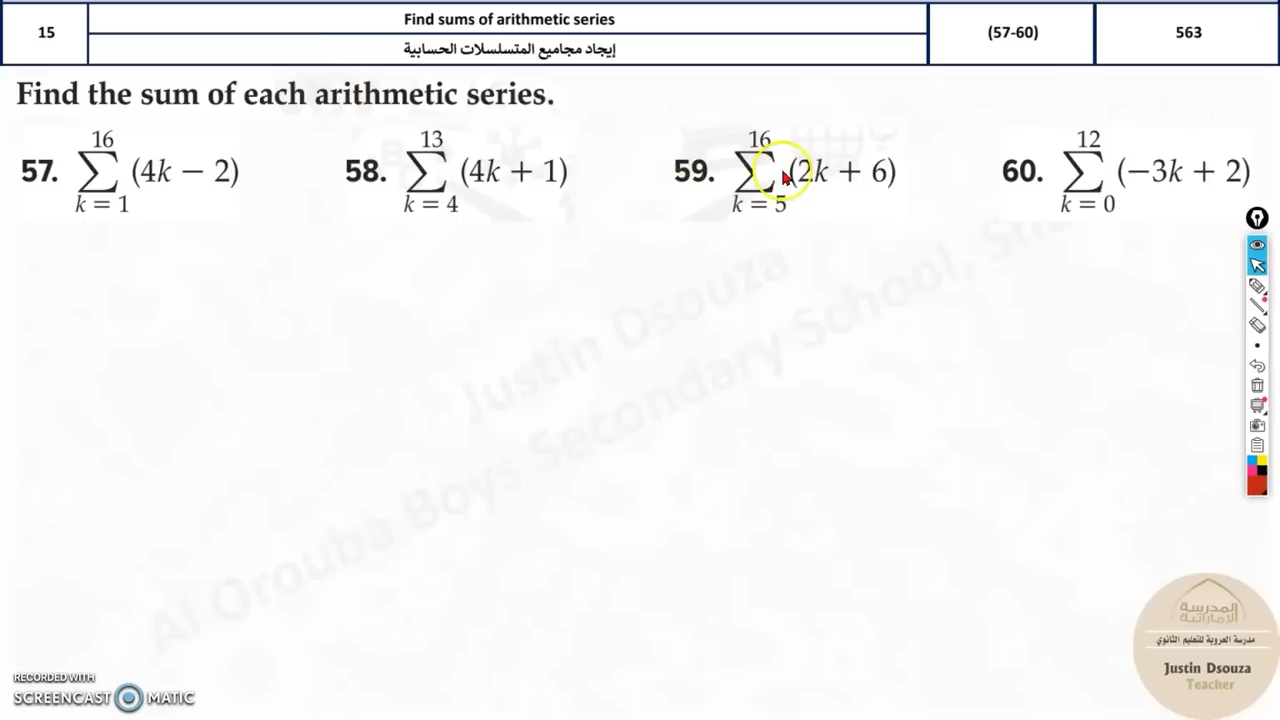 15
Find sums of arithmetic series
إيجاد مجاميع المتسلسلات الحسابية
(57-60)
563
Find the sum of each arithmetic series.
57. 16 ∑ k = 1 (4k − 2)
58. 13 ∑ k = 4 (4k + 1)
59. 16 ∑ k = 5 (2k + 6)
60. 12 ∑ k = 0 (−3k + 2)
Justin Dsouza
Al Orouba Boys Secondary School,
المدرسة
الإماراتية
مدرسة العروبة للتعليم الثانوي
Justin Dsouza
Teacher
RECORDED WITH
SCREENCAST MATIC